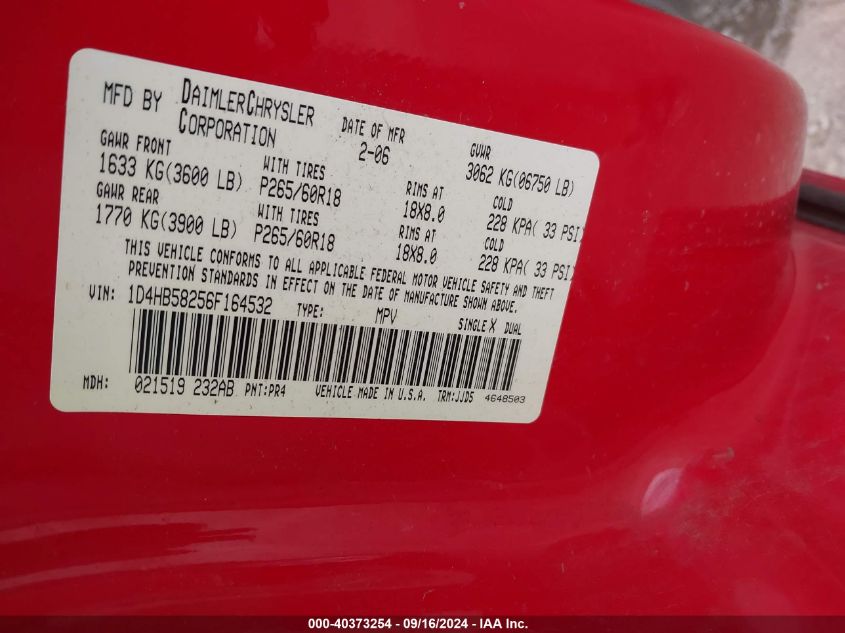 MFD BY DAIMLERCHRYSLER CORPORATION
DATE OF MFR 2-06
GVWR 3062 KG(06750 LB)
GAWR FRONT WITH TIRES RIMS AT COLD
1633 KG(3600 LB) P265/60R18 18X8.0 228 KPA( 33 PSI)
GAWR REAR WITH TIRES RIMS AT COLD
1770 KG(3900 LB) P265/60R18 18X8.0 228 KPA( 33 PSI)
THIS VEHICLE CONFORMS TO ALL APPLICABLE FEDERAL MOTOR VEHICLE SAFETY AND THEFT
PREVENTION STANDARDS IN EFFECT ON THE DATE OF MANUFACTURE SHOWN ABOVE.
VIN: 1D4HB58256F164532 TYPE: MPV SINGLE X DUAL
MDH: 021519 232AB PNT:PR4 VEHICLE MADE IN U.S.A. TRM:JJD5 4648503
000-40373254 - 09/16/2024 - IAA Inc.